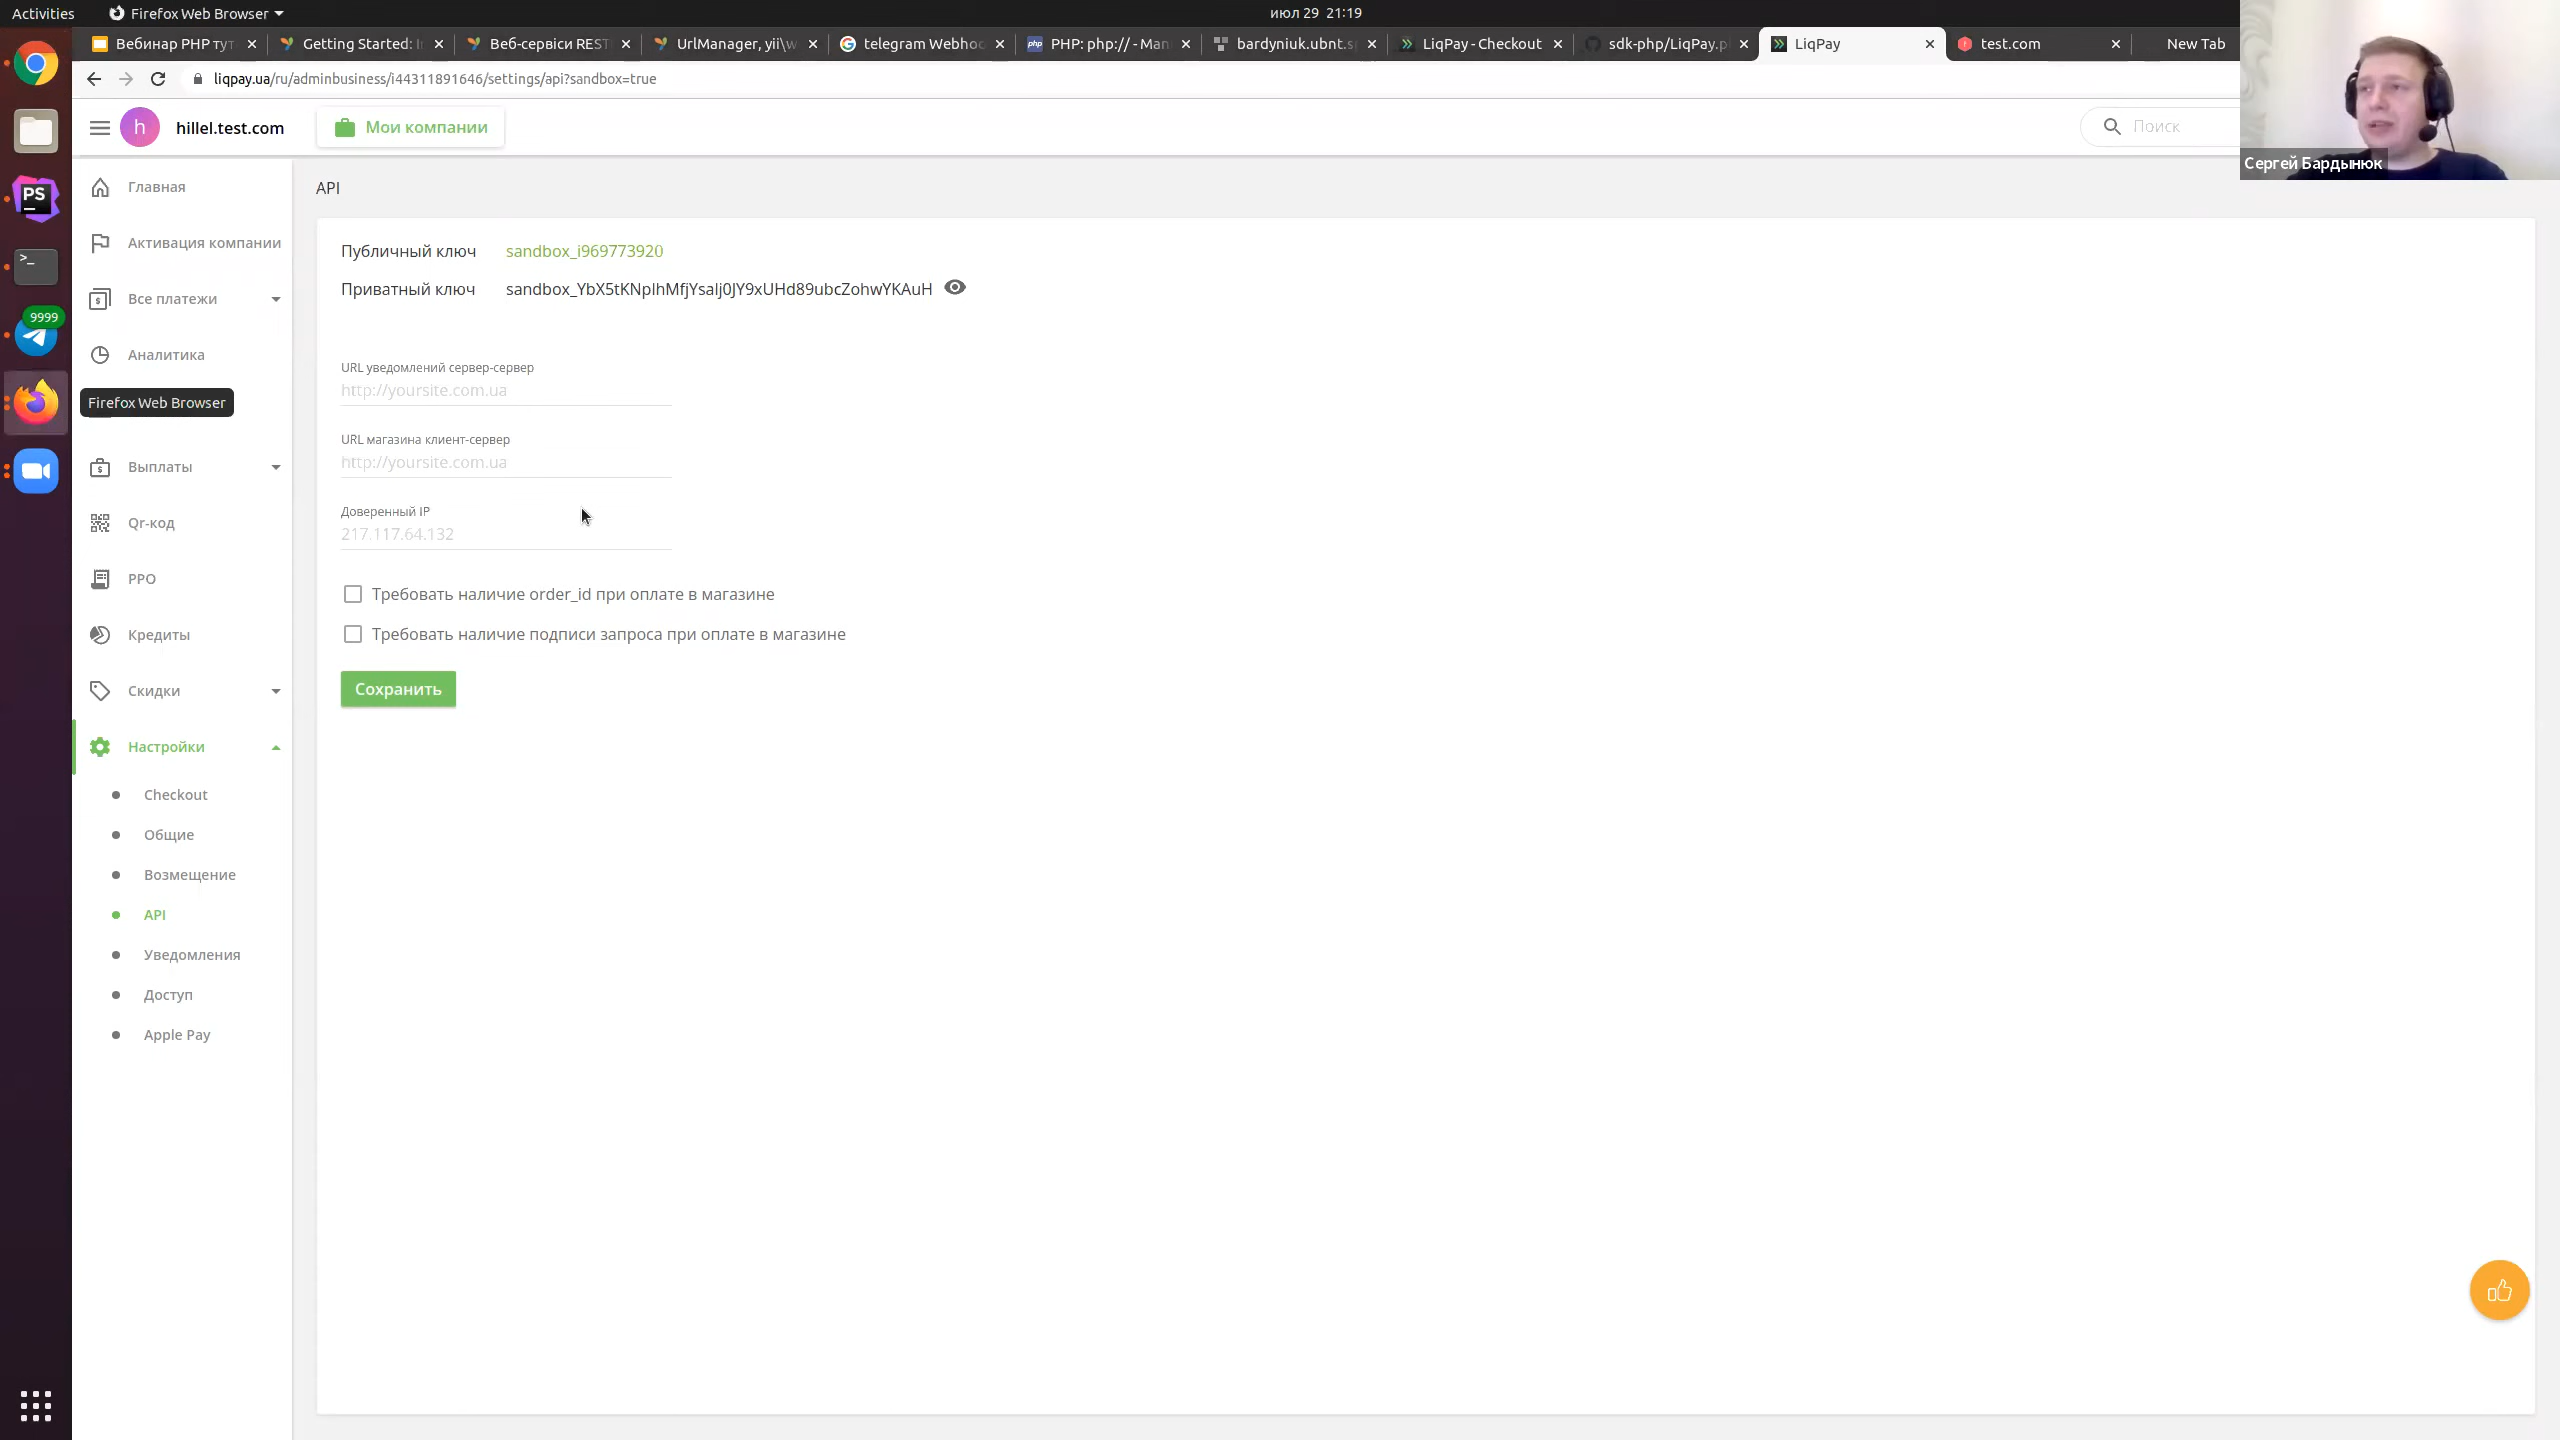 Activities
Firefox Web Browser
июл 29 21:19
Вебинар PHP тут
Getting Started: I
Веб-сервіси REST
UrlManager, yii\w
telegram Webhoo
php
PHP: php:// - Man
bardyniuk.ubnt.s
LiqPay - Checkout
sdk-php/LiqPay.p
LiqPay
test.com
New Tab
liqpay.ua/ru/adminbusiness/i44311891646/settings/api?sandbox=true
h
hillel.test.com
Мои компании
Поиск
Сергей Бардынюк
PS
9999
Firefox Web Browser
Главная
Активация компании
Все платежи
Аналитика
Выплаты
Qr-код
РРО
Кредиты
Скидки
Настройки
Checkout
Общие
Возмещение
API
Уведомления
Доступ
Apple Pay
API
Публичный ключ sandbox_i969773920
Приватный ключ sandbox_YbX5tKNplhMfjYsalj0JY9xUHd89ubcZohwYKAuH
URL уведомлений сервер-сервер
http://yoursite.com.ua
URL магазина клиент-сервер
http://yoursite.com.ua
Доверенный IP
217.117.64.132
Требовать наличие order_id при оплате в магазине
Требовать наличие подписи запроса при оплате в магазине
Сохранить